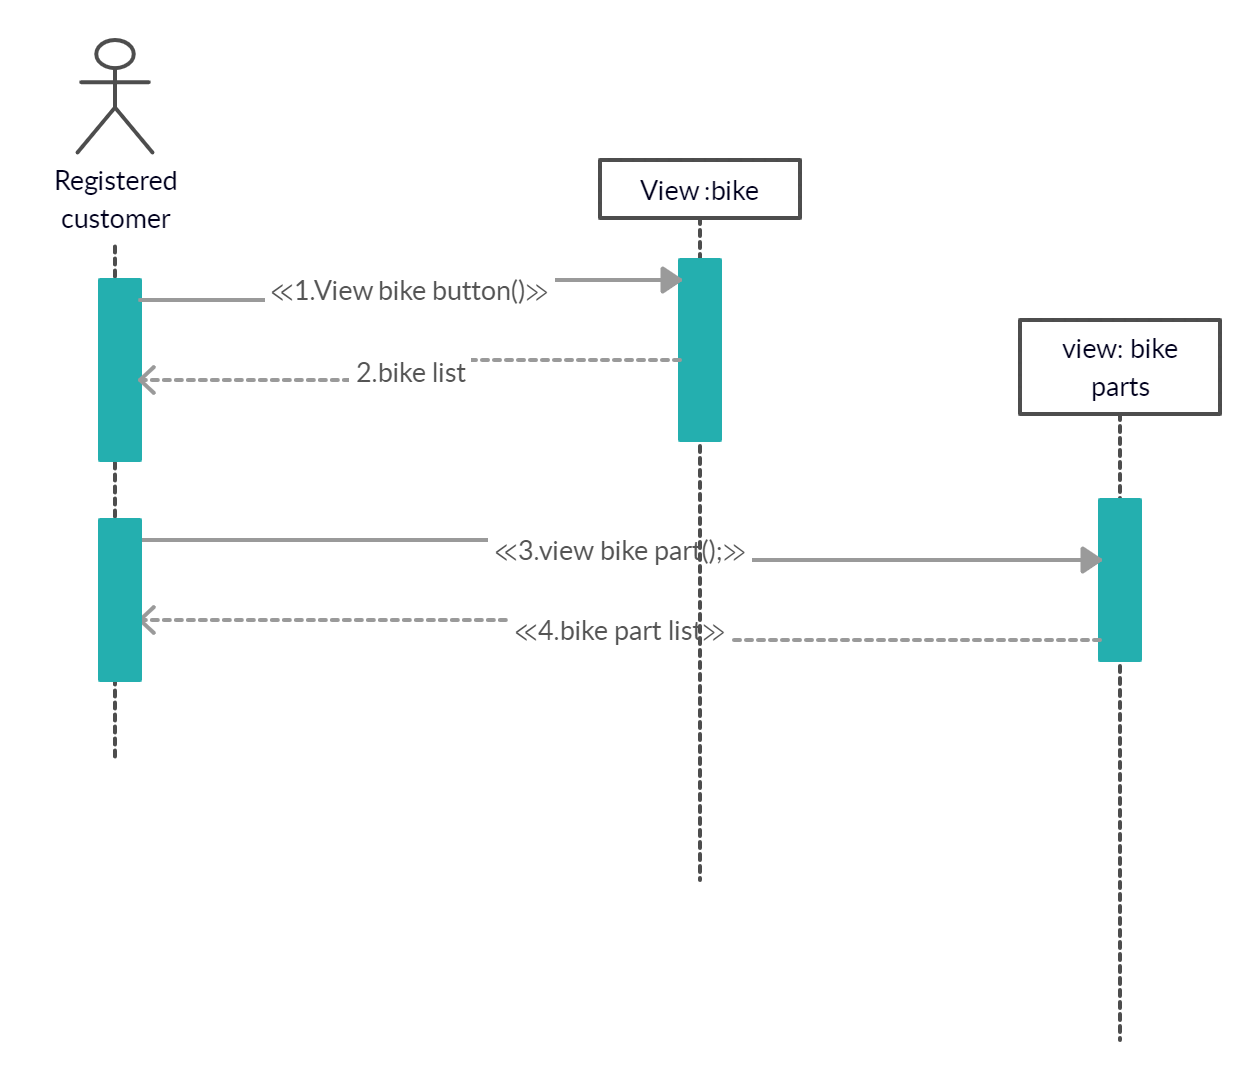 Registered
customer
View :bike
≪1.View bike button()≫
2.bike list
view: bike
parts
≪3.view bike part();≫
≪4.bike part list≫